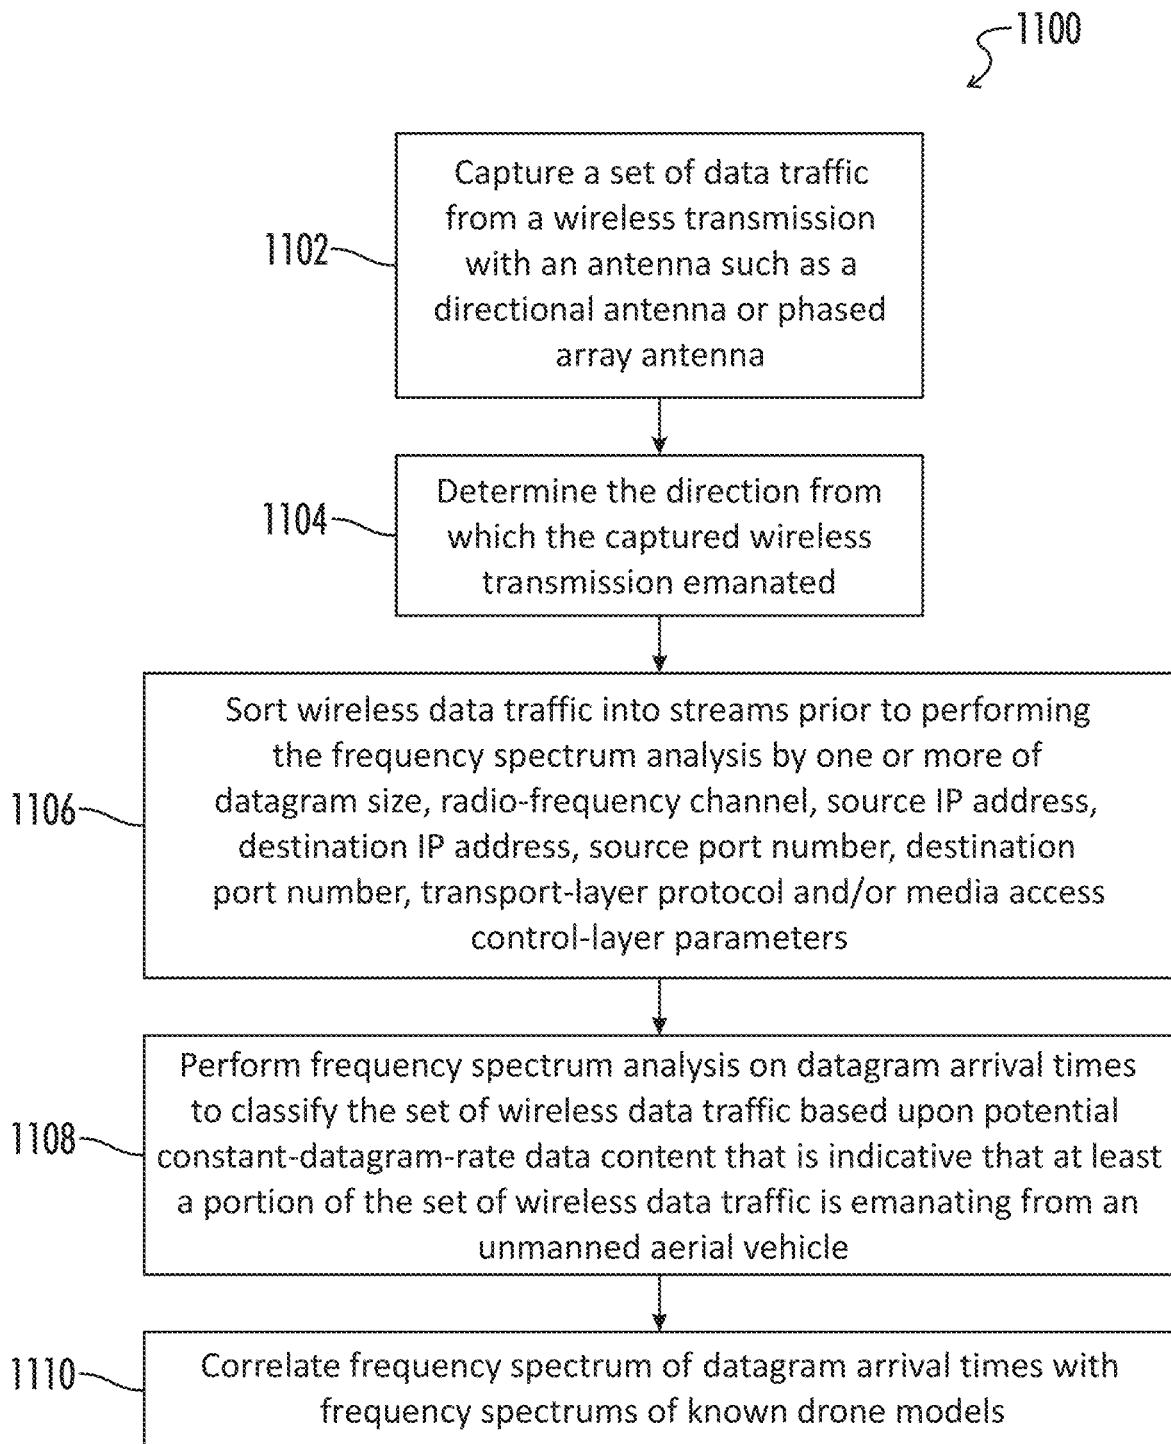 1100
1102
Capture a set of data traffic
from a wireless transmission
with an antenna such as a
directional antenna or phased
array antenna
1104
Determine the direction from
which the captured wireless
transmission emanated
1106
Sort wireless data traffic into streams prior to performing
the frequency spectrum analysis by one or more of
datagram size, radio-frequency channel, source IP address,
destination IP address, source port number, destination
port number, transport-layer protocol and/or media access
control-layer parameters
1108
Perform frequency spectrum analysis on datagram arrival times
to classify the set of wireless data traffic based upon potential
constant-datagram-rate data content that is indicative that at least
a portion of the set of wireless data traffic is emanating from an
unmanned aerial vehicle
1110
Correlate frequency spectrum of datagram arrival times with
frequency spectrums of known drone models